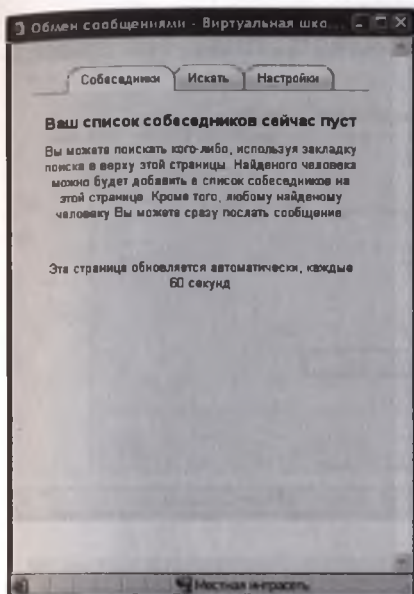 Обмен сообщениями - Виртуальная шко...
Собеседники Искать Настройки
Ваш список собеседников сейчас пуст
Вы можете поискать кого-либо, используя закладку
поиска в верху этой страницы. Найденого человека
можно будет добавить в список собеседников на
этой странице. Кроме того, любому найденому
человеку Вы можете сразу послать сообщение
Эта страница обновляется автоматически, каждые
60 секунд
Местная интрасеть